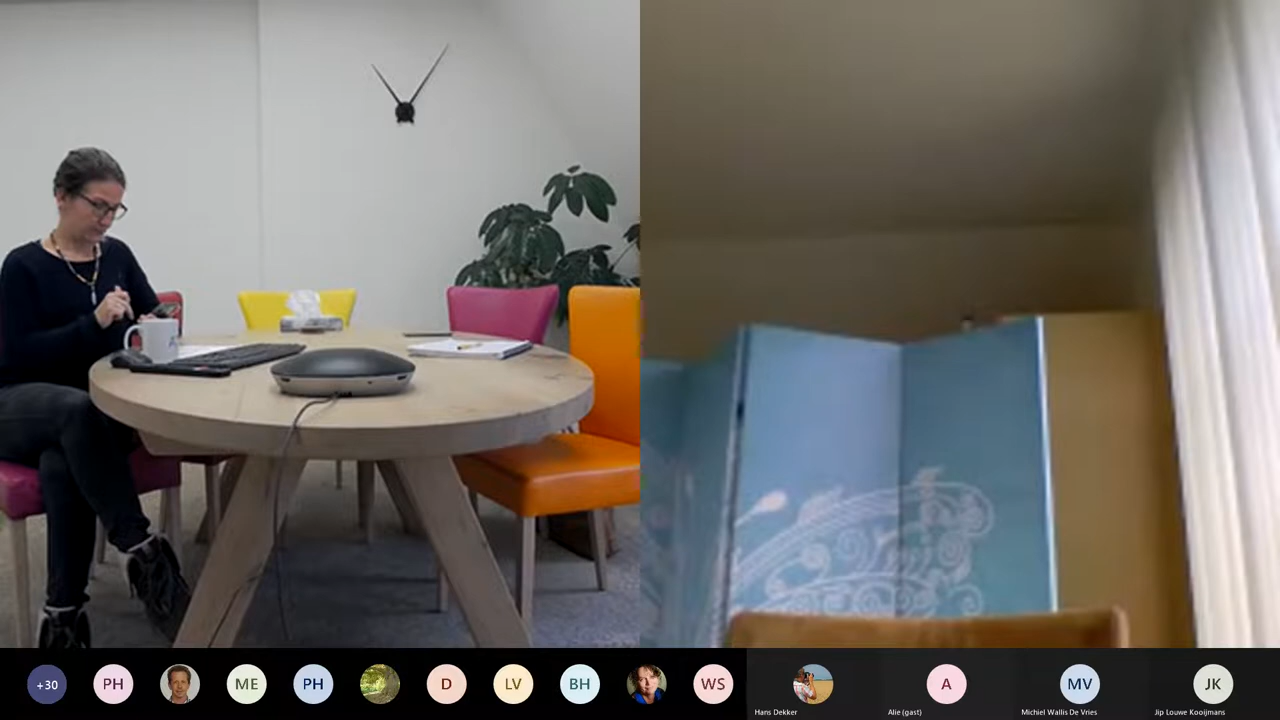 +30
PH
ME
PH
D
LV
BH
WS
A
MV
JK
Hans Dekker
Alie (gast)
Michiel Wallis De Vries
Jip Louwe Kooijmans